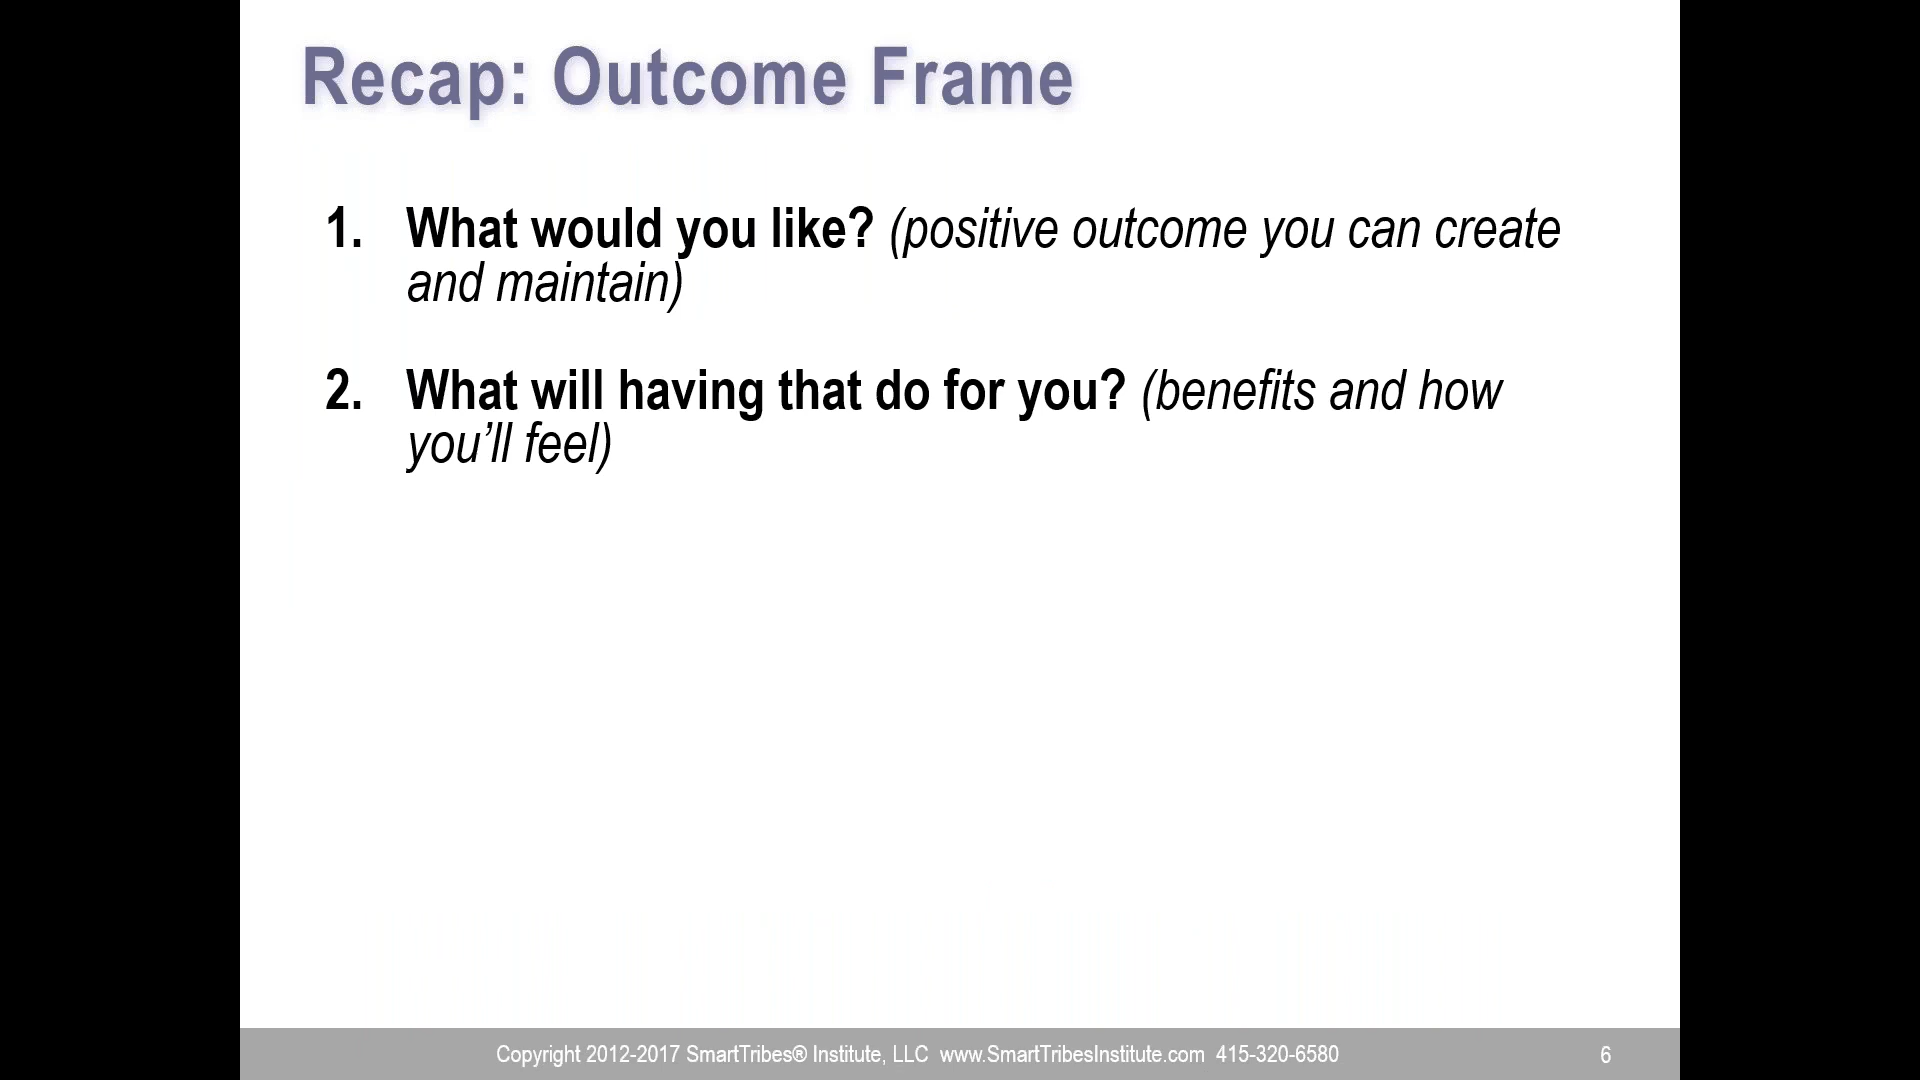 Recap: Outcome Frame
1. What would you like? (positive outcome you can create
and maintain)
2. What will having that do for you? (benefits and how
you’ll feel)
Copyright 2012-2017 SmartTribes® Institute, LLC www.SmartTribesInstitute.com 415-320-6580 6